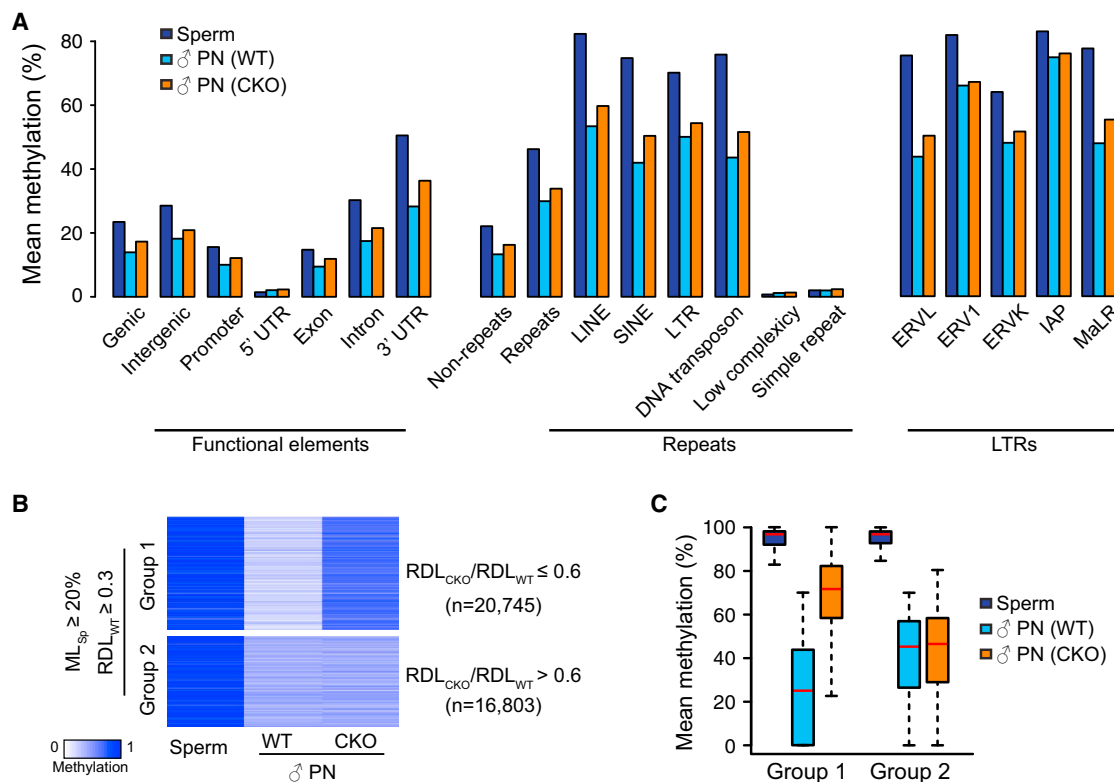 A
Mean methylation (%)
80
60
40
20
0
Sperm
♂ PN (WT)
♂ PN (CKO)
Genic
Intergenic
Promoter
5' UTR
Exon
Intron
3' UTR
Non-repeats
Repeats
LINE
SINE
LTR
DNA transposon
Low complexicy
Simple repeat
ERVL
ERV1
ERVK
IAP
MaLR
Functional elements
Repeats
LTRs
B
ML_Sp ≥ 20%
RDL_WT ≥ 0.3
Group 1
Group 2
RDL_CKO/RDL_WT ≤ 0.6
(n=20,745)
RDL_CKO/RDL_WT > 0.6
(n=16,803)
Sperm
WT
CKO
♂ PN
0
1
Methylation
C
Mean methylation (%)
100
80
60
40
20
0
Group 1
Group 2
Sperm
♂ PN (WT)
♂ PN (CKO)